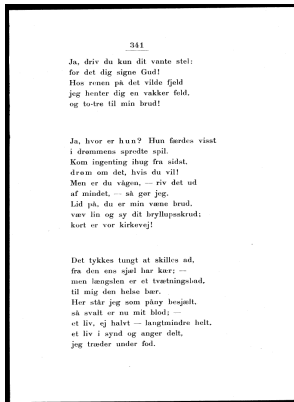 341
Ja, driv du kun dit vante stel:
for det dig signe Gud!
Hos renen på det vilde fjeld
jeg henter dig en vakker feld,
og to-tre til min brud!
Ja, hvor er hun? Hun færdes visst
i drømmens spredte spil.
Kom ingenting ihug fra sidst,
drøm om det, hvis du vil!
Men er du vågen, — riv det ud
af mindet, — så gør jeg.
Lid på, du er min væne brud.
væv lin og sy dit bryllupsskrud;
kort er vor kirkevej!
Det tykkes tungt at skilles ad,
fra den ens sjæl har kær; —
men længslen er et tvætningsbad,
til mig den helse bær.
Her står jeg som påny besjælt,
så svalt er nu mit blod; —
et liv, ej halvt — langtmindre helt,
et liv i synd og anger delt,
jeg træder under fod.